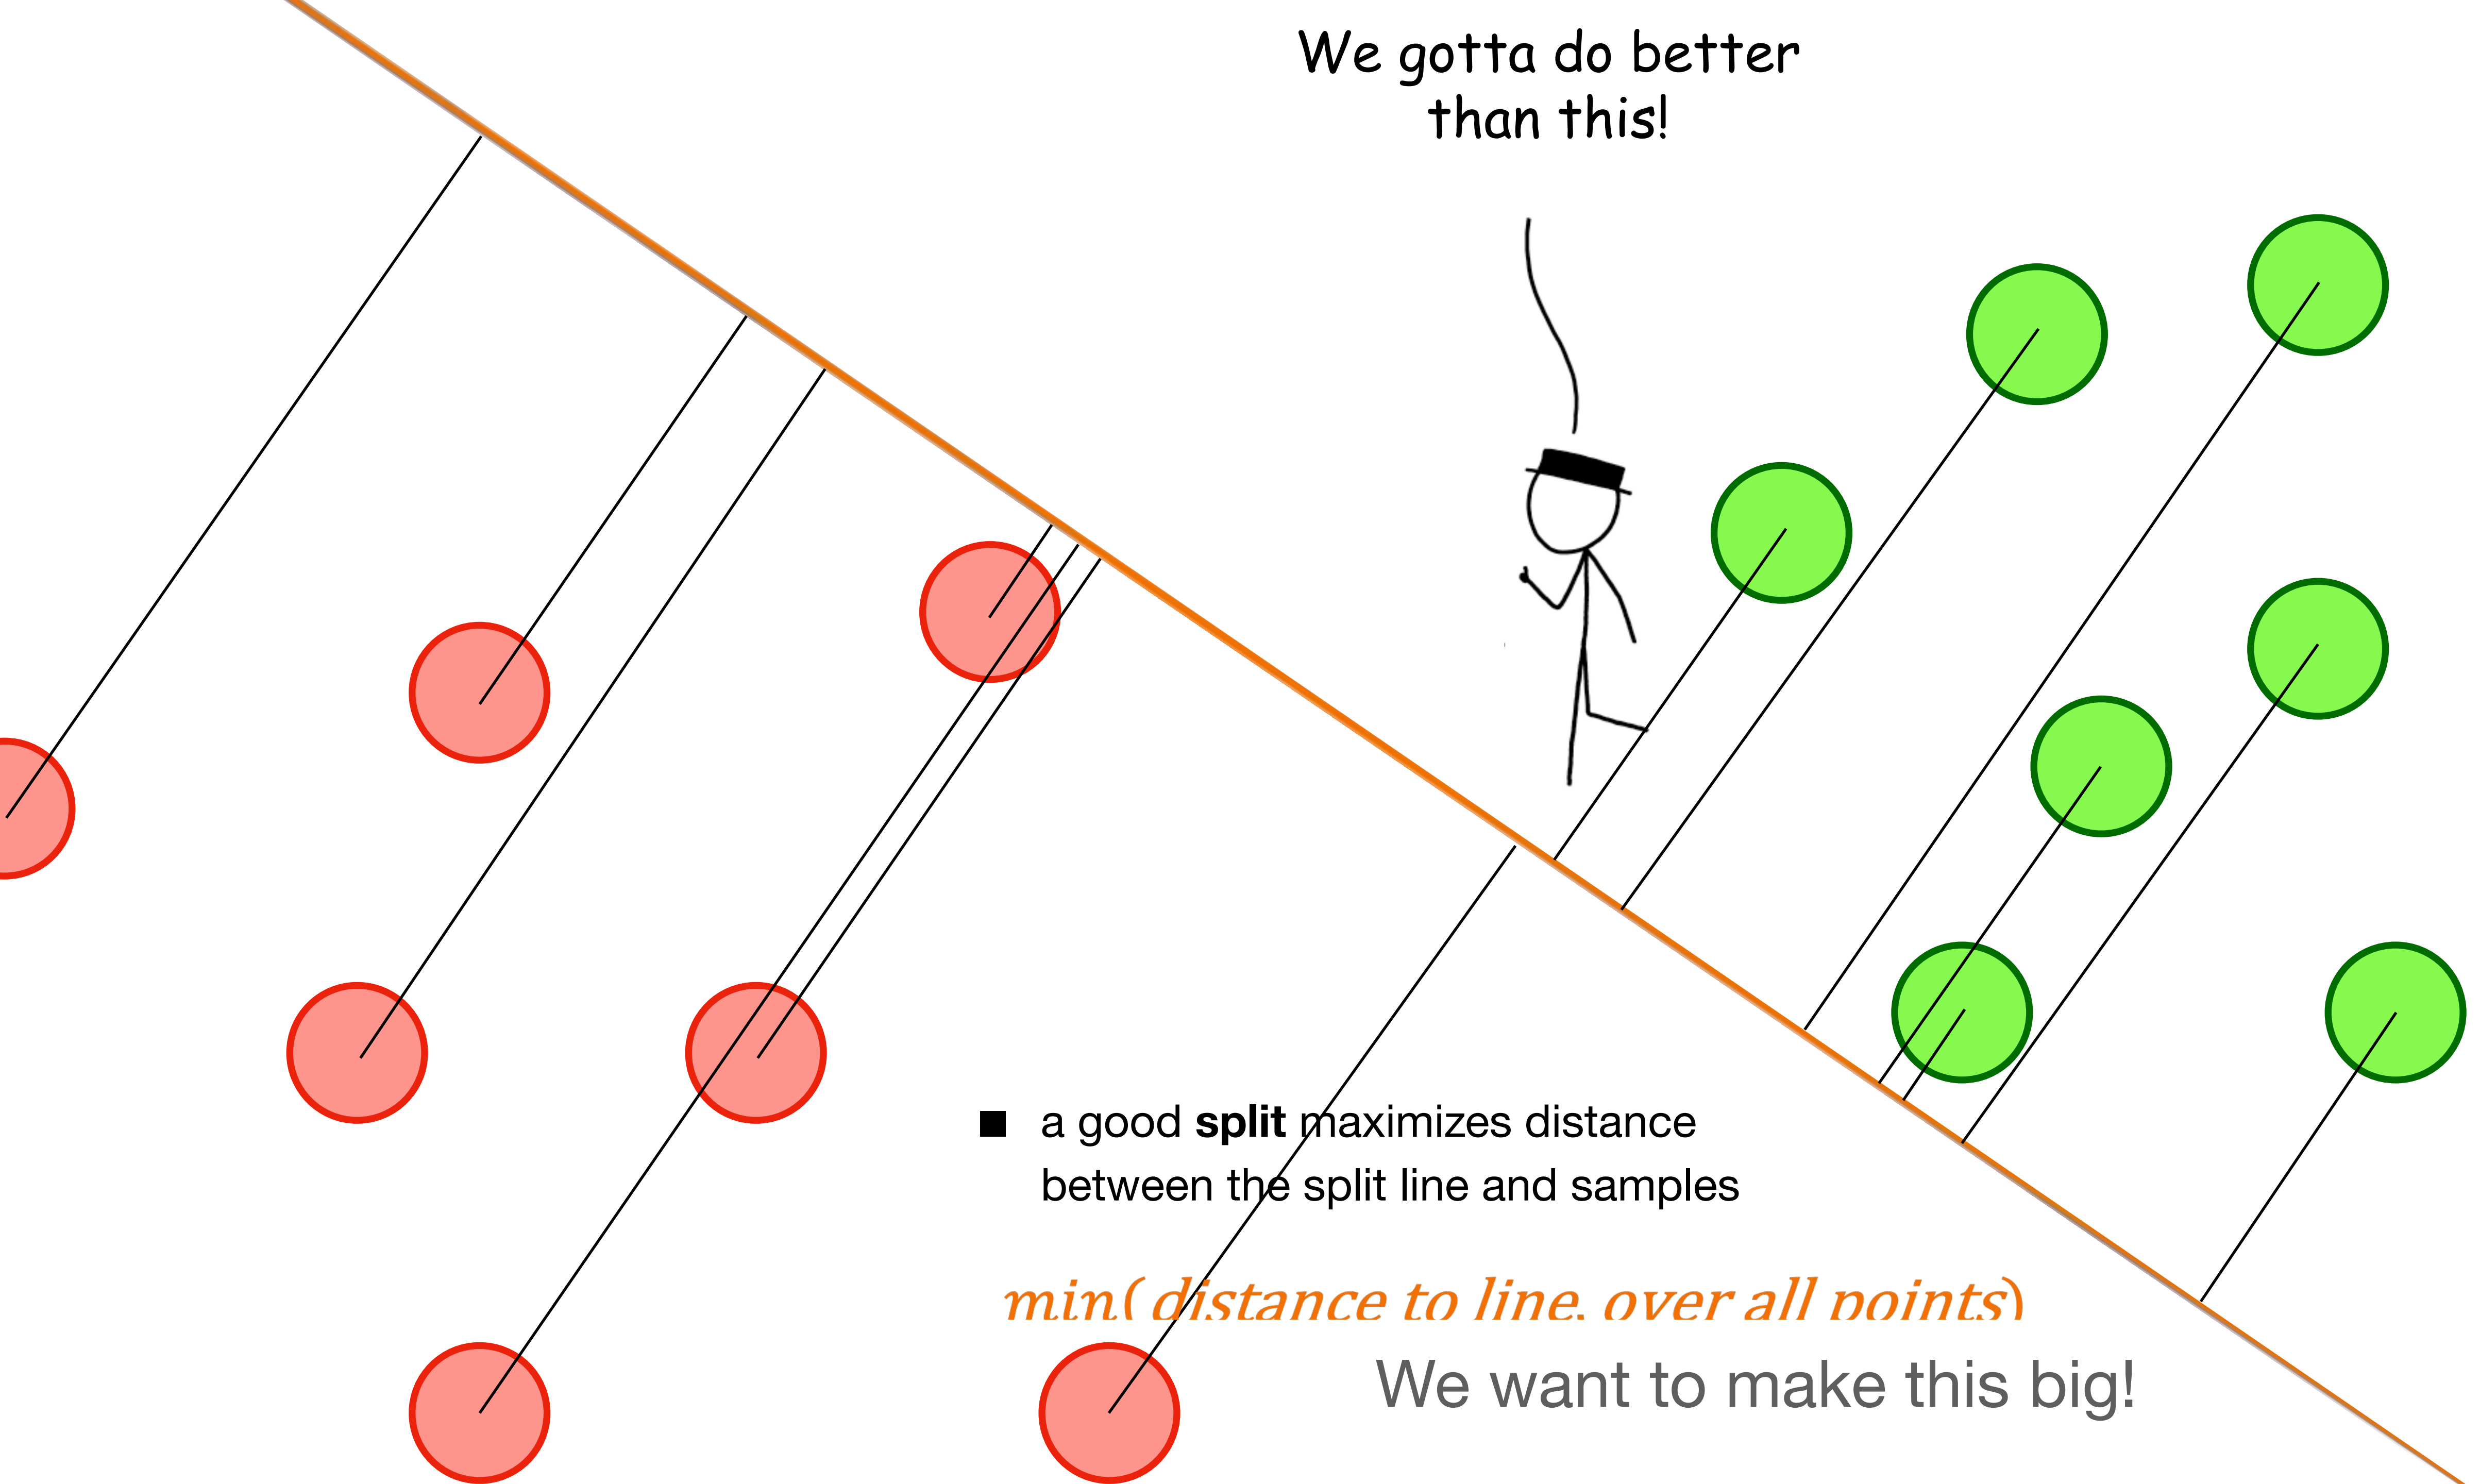 We gotta do better
than this!
a good split maximizes distance
between the split line and samples
min( distance to line, over all points)
We want to make this big!